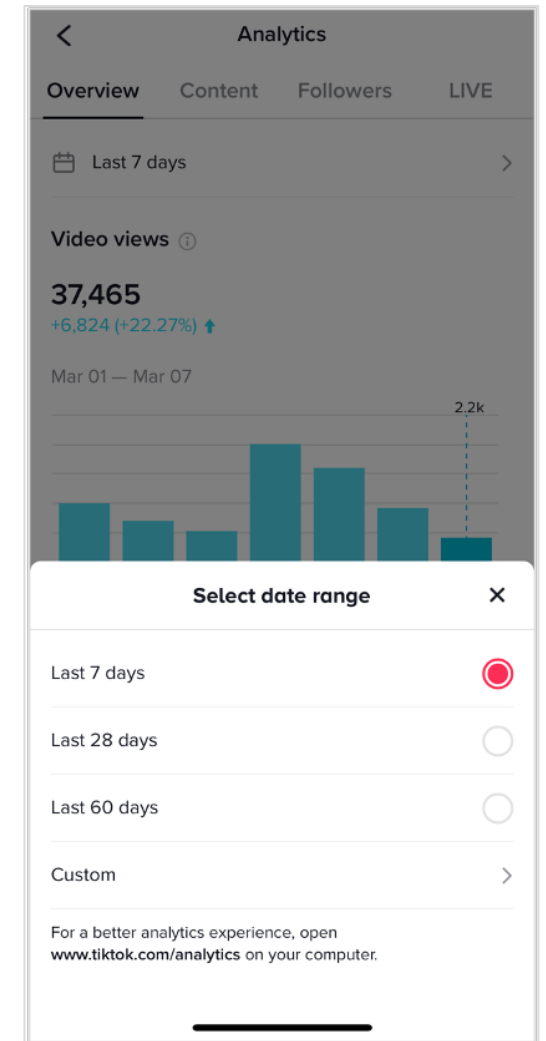 Analytics
Overview Content Followers LIVE
Last 7 days
Video views
37,465
+6,824 (+22.27%)
Mar 01 — Mar 07
2.2k
Select date range
Last 7 days
Last 28 days
Last 60 days
Custom
For a better analytics experience, open
www.tiktok.com/analytics on your computer.